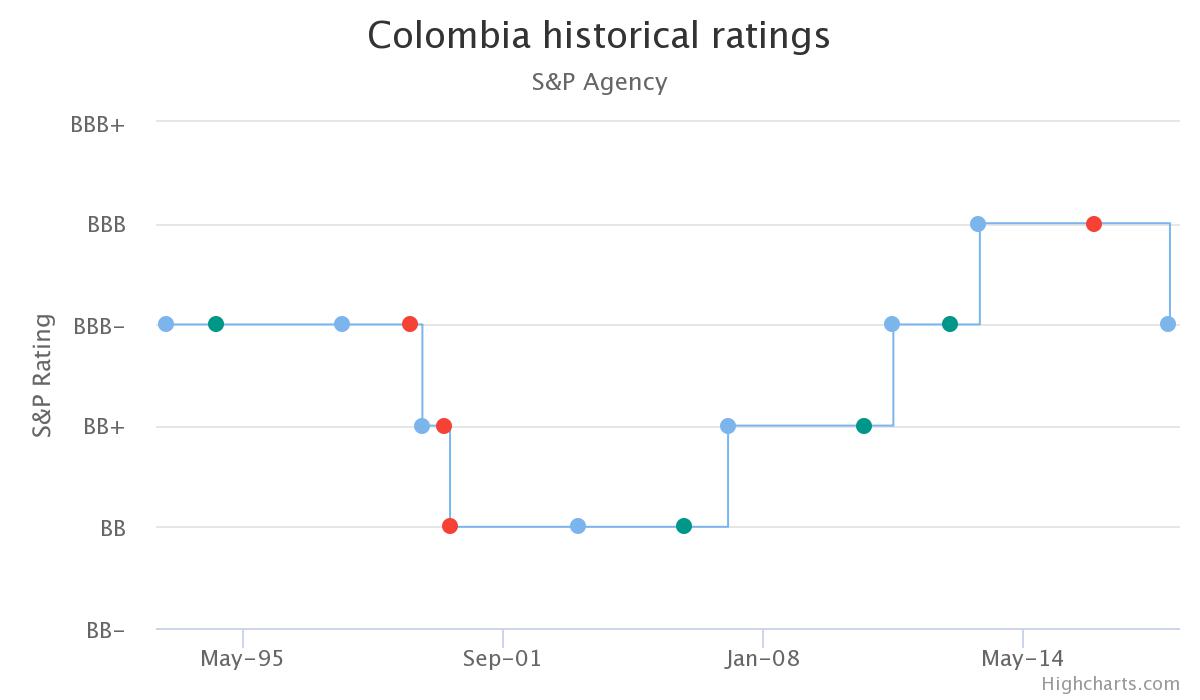 Colombia historical ratings
S&P Agency
S&P Rating
BBB+
BBB
BBB-
BB+
BB
BB-
May-95
Sep-01
Jan-08
May-14
Highcharts.com